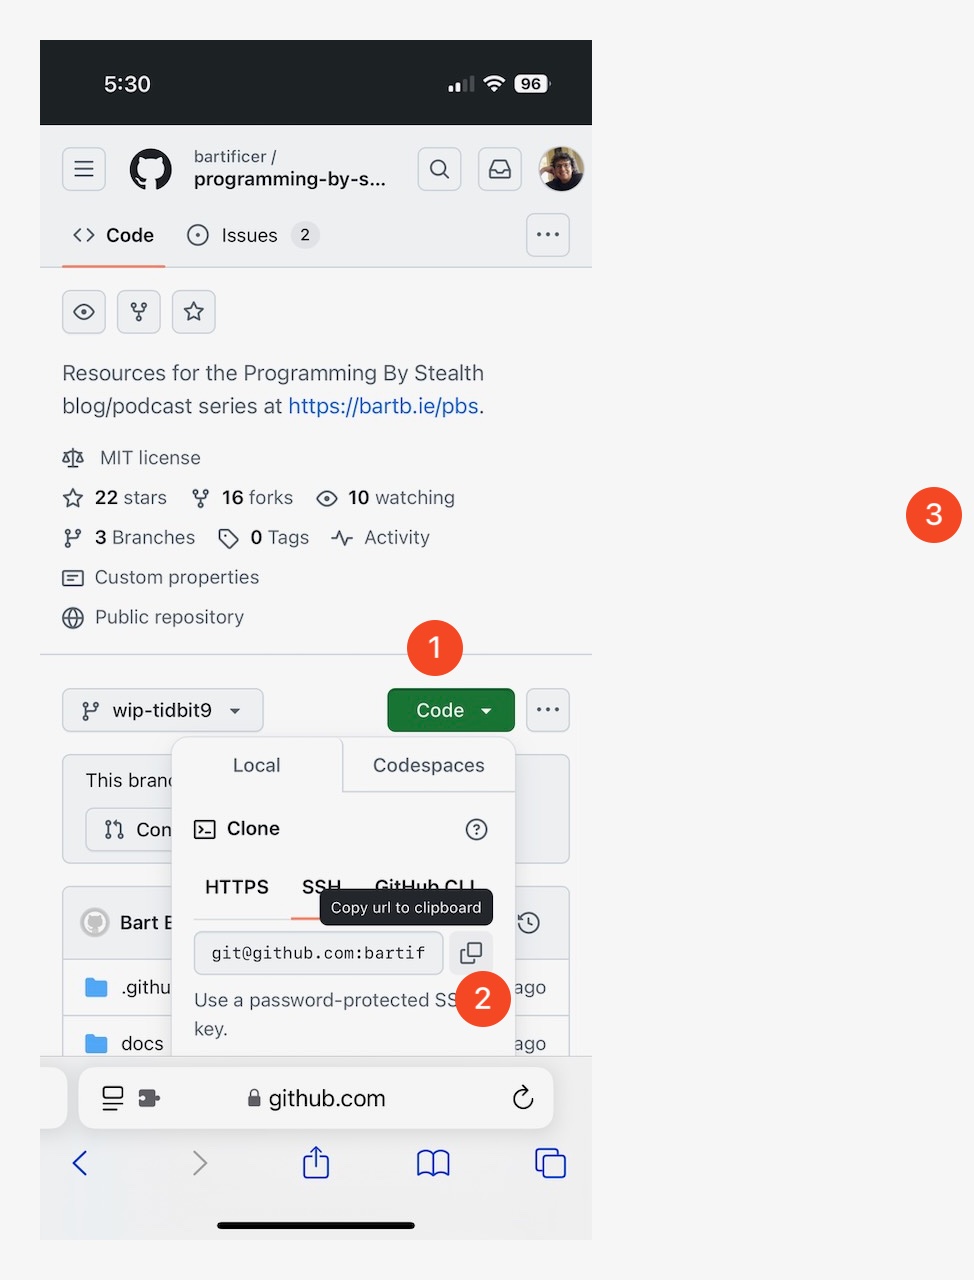 5:30
96
bartificer /
programming-by-s...
Code
Issues 2
Resources for the Programming By Stealth
blog/podcast series at https://bartb.ie/pbs.
MIT license
22 stars 16 forks 10 watching
3 Branches 0 Tags Activity
Custom properties
Public repository
3
1
wip-tidbit9
Code
Local Codespaces
This branc
Con
Clone
HTTPS SSH GitHub CLI
Copy url to clipboard
Bart
git@github.com:bartif
.githu ago
2
Use a password-protected SS
key.
docs ago
github.com